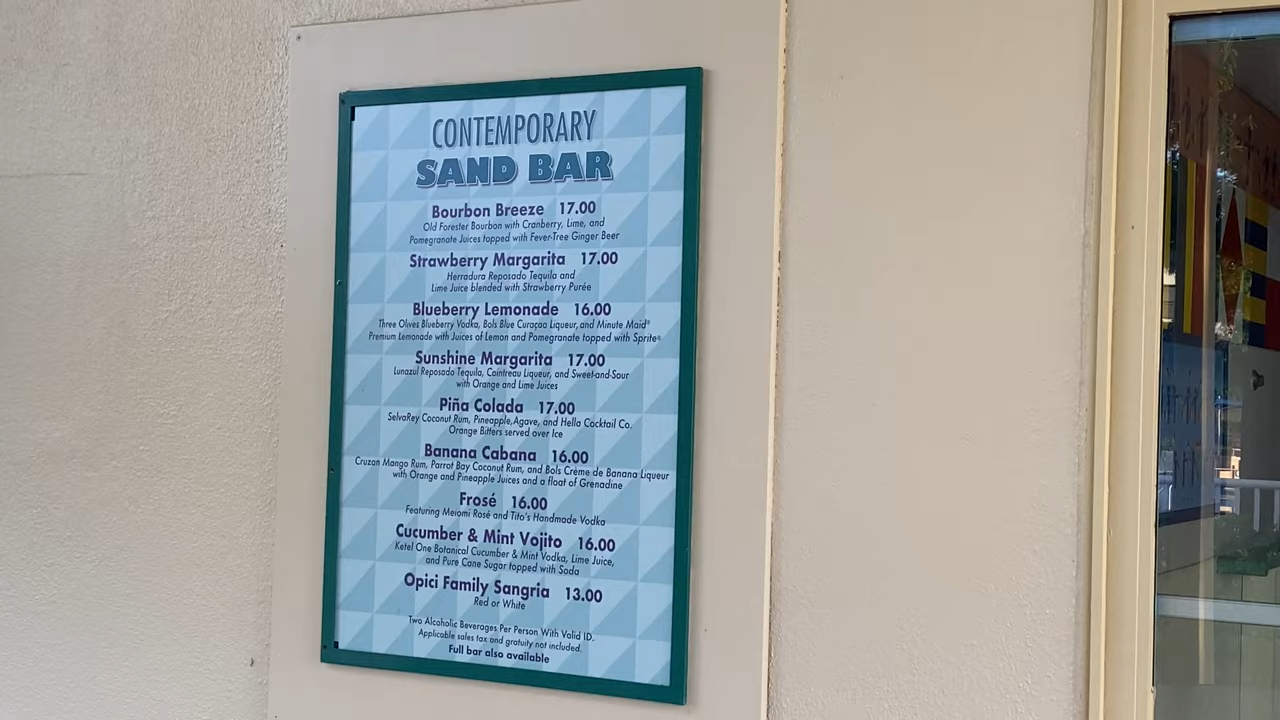 CONTEMPORARY
SAND BAR
Bourbon Breeze 17.00
Old Forester Bourbon with Cranberry, Lime, and
Pomegranate Juices topped with Fever-Tree Ginger Beer
Strawberry Margarita 17.00
Herradura Reposado Tequila and
Lime Juice blended with Strawberry Purée
Blueberry Lemonade 16.00
Three Olives Blueberry Vodka, Bols Blue Curaçao Liqueur, and Minute Maid®
Premium Lemonade with Juices of Lemon and Pomegranate topped with Sprite®
Sunshine Margarita 17.00
Lunazul Reposado Tequila, Cointreau Liqueur, and Sweet-and-Sour
with Orange and Lime Juices
Piña Colada 17.00
SelvaRey Coconut Rum, Pineapple, Agave, and Hella Cocktail Co.
Orange Bitters served over Ice
Banana Cabana 16.00
Cruzan Mango Rum, Parrot Bay Coconut Rum, and Bols Crème de Banana Liqueur
with Orange and Pineapple Juices and a float of Grenadine
Frosé 16.00
Featuring Meiomi Rosé and Tito's Handmade Vodka
Cucumber & Mint Vojito 16.00
Ketel One Botanical Cucumber & Mint Vodka, Lime Juice,
and Pure Cane Sugar topped with Soda
Opici Family Sangria 13.00
Red or White
Two Alcoholic Beverages Per Person With Valid ID.
Applicable sales tax and gratuity not included.
Full bar also available